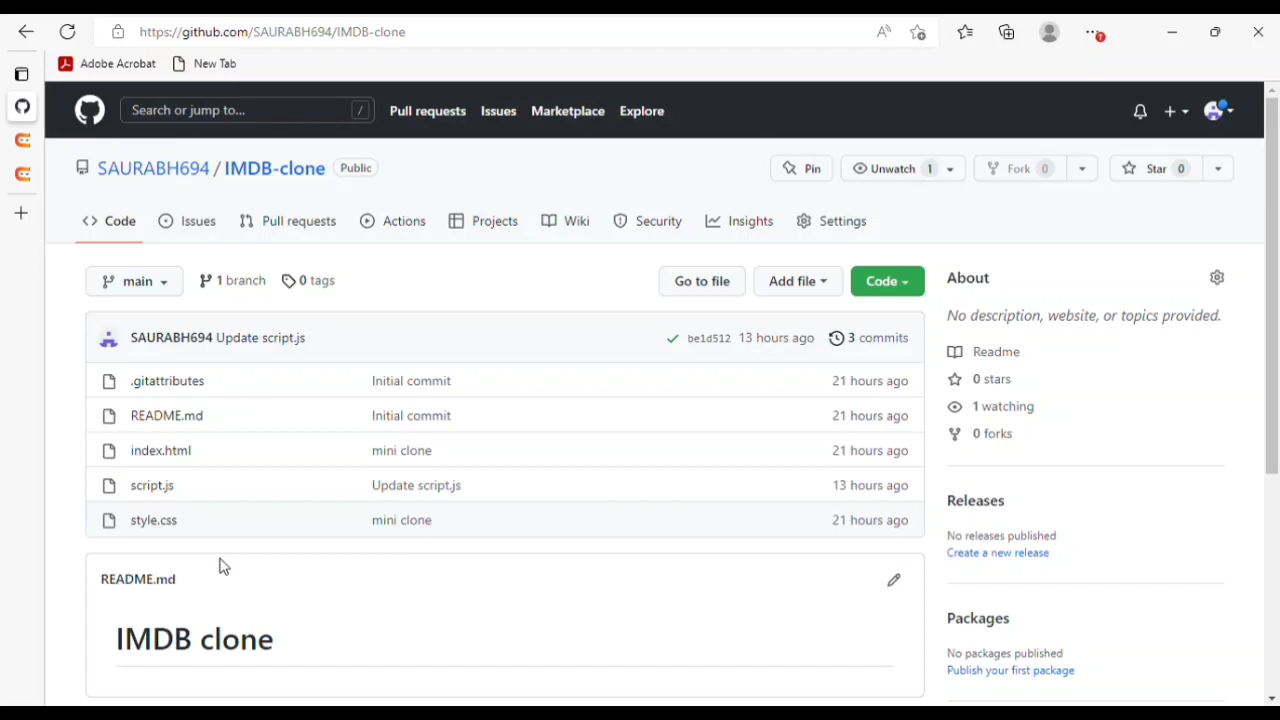 https://github.com/SAURABH694/IMDB-clone
Adobe Acrobat New Tab
Search or jump to... / Pull requests Issues Marketplace Explore
SAURABH694 / IMDB-clone Public Pin Unwatch 1 Fork 0 Star 0
Code Issues Pull requests Actions Projects Wiki Security Insights Settings
main 1 branch 0 tags Go to file Add file Code
SAURABH694 Update script.js be1d512 13 hours ago 3 commits
.gitattributes Initial commit 21 hours ago
README.md Initial commit 21 hours ago
index.html mini clone 21 hours ago
script.js Update script.js 13 hours ago
style.css mini clone 21 hours ago
README.md
IMDB clone
About
No description, website, or topics provided.
Readme
0 stars
1 watching
0 forks
Releases
No releases published
Create a new release
Packages
No packages published
Publish your first package